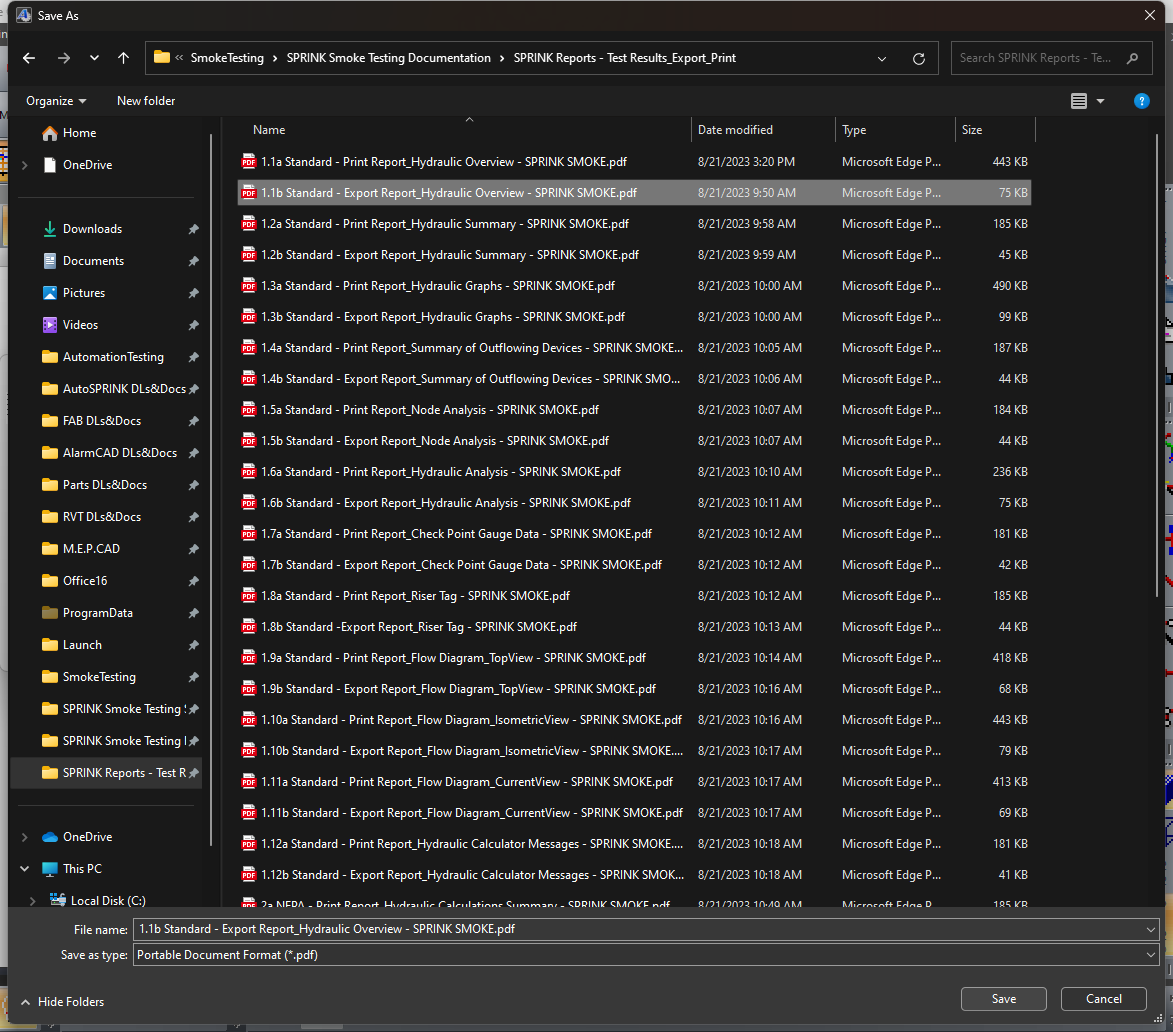 Save As
SmokeTesting > SPRINK Smoke Testing Documentation > SPRINK Reports - Test Results_Export_Print
Search SPRINK Reports - Te...
Organize
New folder
?
Home
OneDrive
Downloads
Documents
Pictures
Videos
AutomationTesting
AutoSPRINK DLs&Docs
FAB DLs&Docs
AlarmCAD DLs&Docs
Parts DLs&Docs
RVT DLs&Docs
M.E.P.CAD
Office16
ProgramData
Launch
SmokeTesting
SPRINK Smoke Testing
SPRINK Smoke Testing
SPRINK Reports - Test R
OneDrive
This PC
Local Disk (C:)
Name Date modified Type Size
PDF 1.1a Standard - Print Report_Hydraulic Overview - SPRINK SMOKE.pdf 8/21/2023 3:20 PM Microsoft Edge P... 443 KB
PDF 1.1b Standard - Export Report_Hydraulic Overview - SPRINK SMOKE.pdf 8/21/2023 9:50 AM Microsoft Edge P... 75 KB
PDF 1.2a Standard - Print Report_Hydraulic Summary - SPRINK SMOKE.pdf 8/21/2023 9:58 AM Microsoft Edge P... 185 KB
PDF 1.2b Standard - Export Report_Hydraulic Summary - SPRINK SMOKE.pdf 8/21/2023 9:59 AM Microsoft Edge P... 45 KB
PDF 1.3a Standard - Print Report_Hydraulic Graphs - SPRINK SMOKE.pdf 8/21/2023 10:00 AM Microsoft Edge P... 490 KB
PDF 1.3b Standard - Export Report_Hydraulic Graphs - SPRINK SMOKE.pdf 8/21/2023 10:00 AM Microsoft Edge P... 99 KB
PDF 1.4a Standard - Print Report_Summary of Outflowing Devices - SPRINK SMOKE... 8/21/2023 10:05 AM Microsoft Edge P... 187 KB
PDF 1.4b Standard - Export Report_Summary of Outflowing Devices - SPRINK SMO... 8/21/2023 10:06 AM Microsoft Edge P... 44 KB
PDF 1.5a Standard - Print Report_Node Analysis - SPRINK SMOKE.pdf 8/21/2023 10:07 AM Microsoft Edge P... 184 KB
PDF 1.5b Standard - Export Report_Node Analysis - SPRINK SMOKE.pdf 8/21/2023 10:07 AM Microsoft Edge P... 44 KB
PDF 1.6a Standard - Print Report_Hydraulic Analysis - SPRINK SMOKE.pdf 8/21/2023 10:10 AM Microsoft Edge P... 236 KB
PDF 1.6b Standard - Export Report_Hydraulic Analysis - SPRINK SMOKE.pdf 8/21/2023 10:11 AM Microsoft Edge P... 75 KB
PDF 1.7a Standard - Print Report_Check Point Gauge Data - SPRINK SMOKE.pdf 8/21/2023 10:12 AM Microsoft Edge P... 181 KB
PDF 1.7b Standard - Export Report_Check Point Gauge Data - SPRINK SMOKE.pdf 8/21/2023 10:12 AM Microsoft Edge P... 42 KB
PDF 1.8a Standard - Print Report_Riser Tag - SPRINK SMOKE.pdf 8/21/2023 10:12 AM Microsoft Edge P... 185 KB
PDF 1.8b Standard -Export Report_Riser Tag - SPRINK SMOKE.pdf 8/21/2023 10:13 AM Microsoft Edge P... 44 KB
PDF 1.9a Standard - Print Report_Flow Diagram_TopView - SPRINK SMOKE.pdf 8/21/2023 10:14 AM Microsoft Edge P... 418 KB
PDF 1.9b Standard - Export Report_Flow Diagram_TopView - SPRINK SMOKE.pdf 8/21/2023 10:16 AM Microsoft Edge P... 68 KB
PDF 1.10a Standard - Print Report_Flow Diagram_IsometricView - SPRINK SMOKE.pdf 8/21/2023 10:16 AM Microsoft Edge P... 443 KB
PDF 1.10b Standard - Export Report_Flow Diagram_IsometricView - SPRINK SMOKE.... 8/21/2023 10:17 AM Microsoft Edge P... 79 KB
PDF 1.11a Standard - Print Report_Flow Diagram_CurrentView - SPRINK SMOKE.pdf 8/21/2023 10:17 AM Microsoft Edge P... 413 KB
PDF 1.11b Standard - Export Report_Flow Diagram_CurrentView - SPRINK SMOKE.pdf 8/21/2023 10:17 AM Microsoft Edge P... 69 KB
PDF 1.12a Standard - Print Report_Hydraulic Calculator Messages - SPRINK SMOKE.... 8/21/2023 10:18 AM Microsoft Edge P... 181 KB
PDF 1.12b Standard - Export Report_Hydraulic Calculator Messages - SPRINK SMOK... 8/21/2023 10:18 AM Microsoft Edge P... 41 KB
PDF 2a NFPA - Print Report_Hydraulic Calculations Summary - SPRINK SMOKE.pdf 8/21/2023 10:49 AM Microsoft Edge P... 185 KB
File name: 1.1b Standard - Export Report_Hydraulic Overview - SPRINK SMOKE.pdf
Save as type: Portable Document Format (*.pdf)
Hide Folders
Save
Cancel